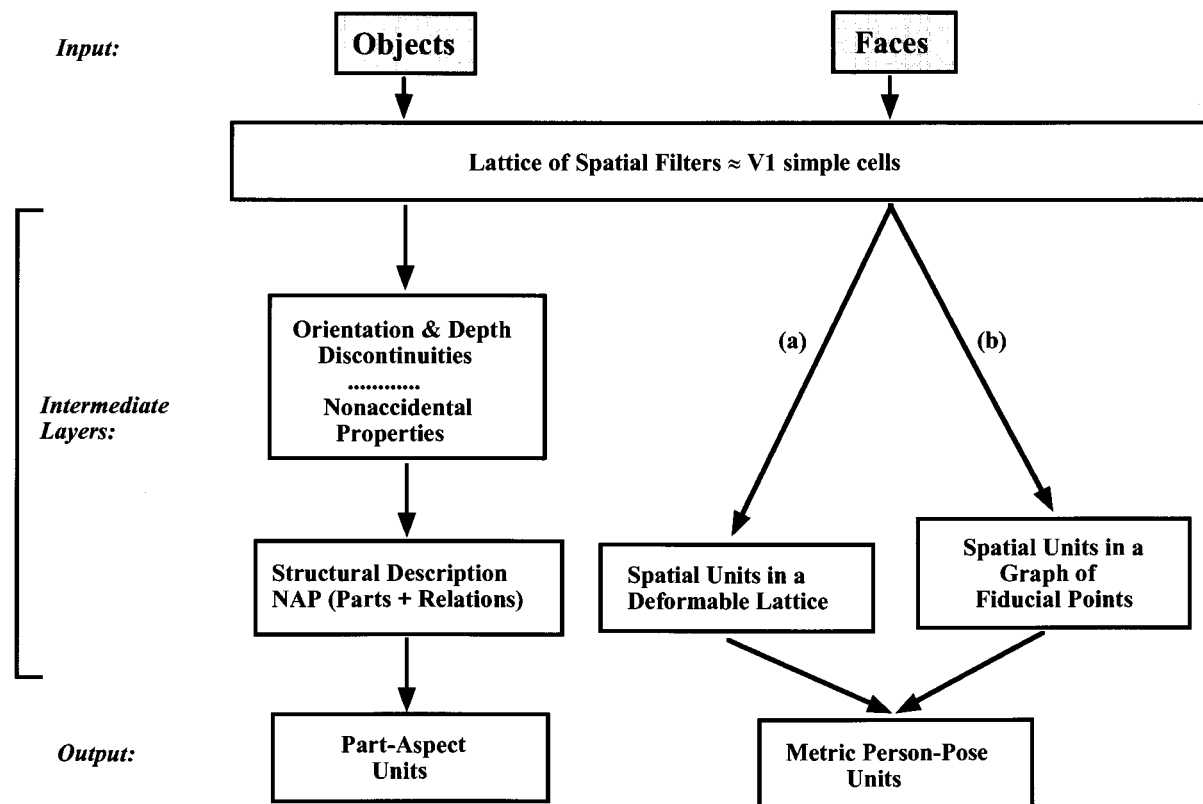 Input:
Objects
Faces
Lattice of Spatial Filters ≈ V1 simple cells
Orientation & Depth
Discontinuities
.............
Nonaccidental
Properties
(a)
(b)
Intermediate
Layers:
Structural Description
NAP (Parts + Relations)
Spatial Units in a
Deformable Lattice
Spatial Units in a
Graph of
Fiducial Points
Output:
Part-Aspect
Units
Metric Person-Pose
Units